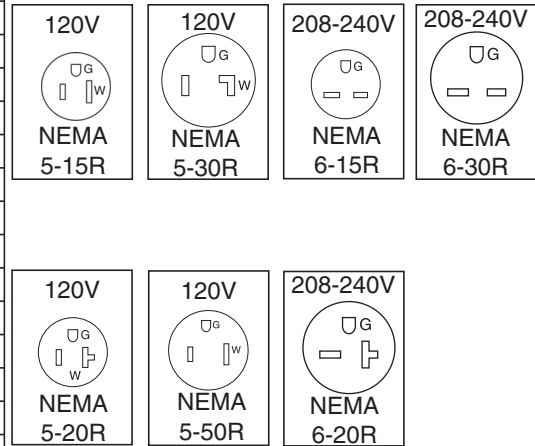 120V
G
W
NEMA
5-15R
120V
G
W
NEMA
5-30R
208-240V
G
NEMA
6-15R
208-240V
G
NEMA
6-30R
120V
G
W
NEMA
5-20R
120V
G
W
NEMA
5-50R
208-240V
G
NEMA
6-20R